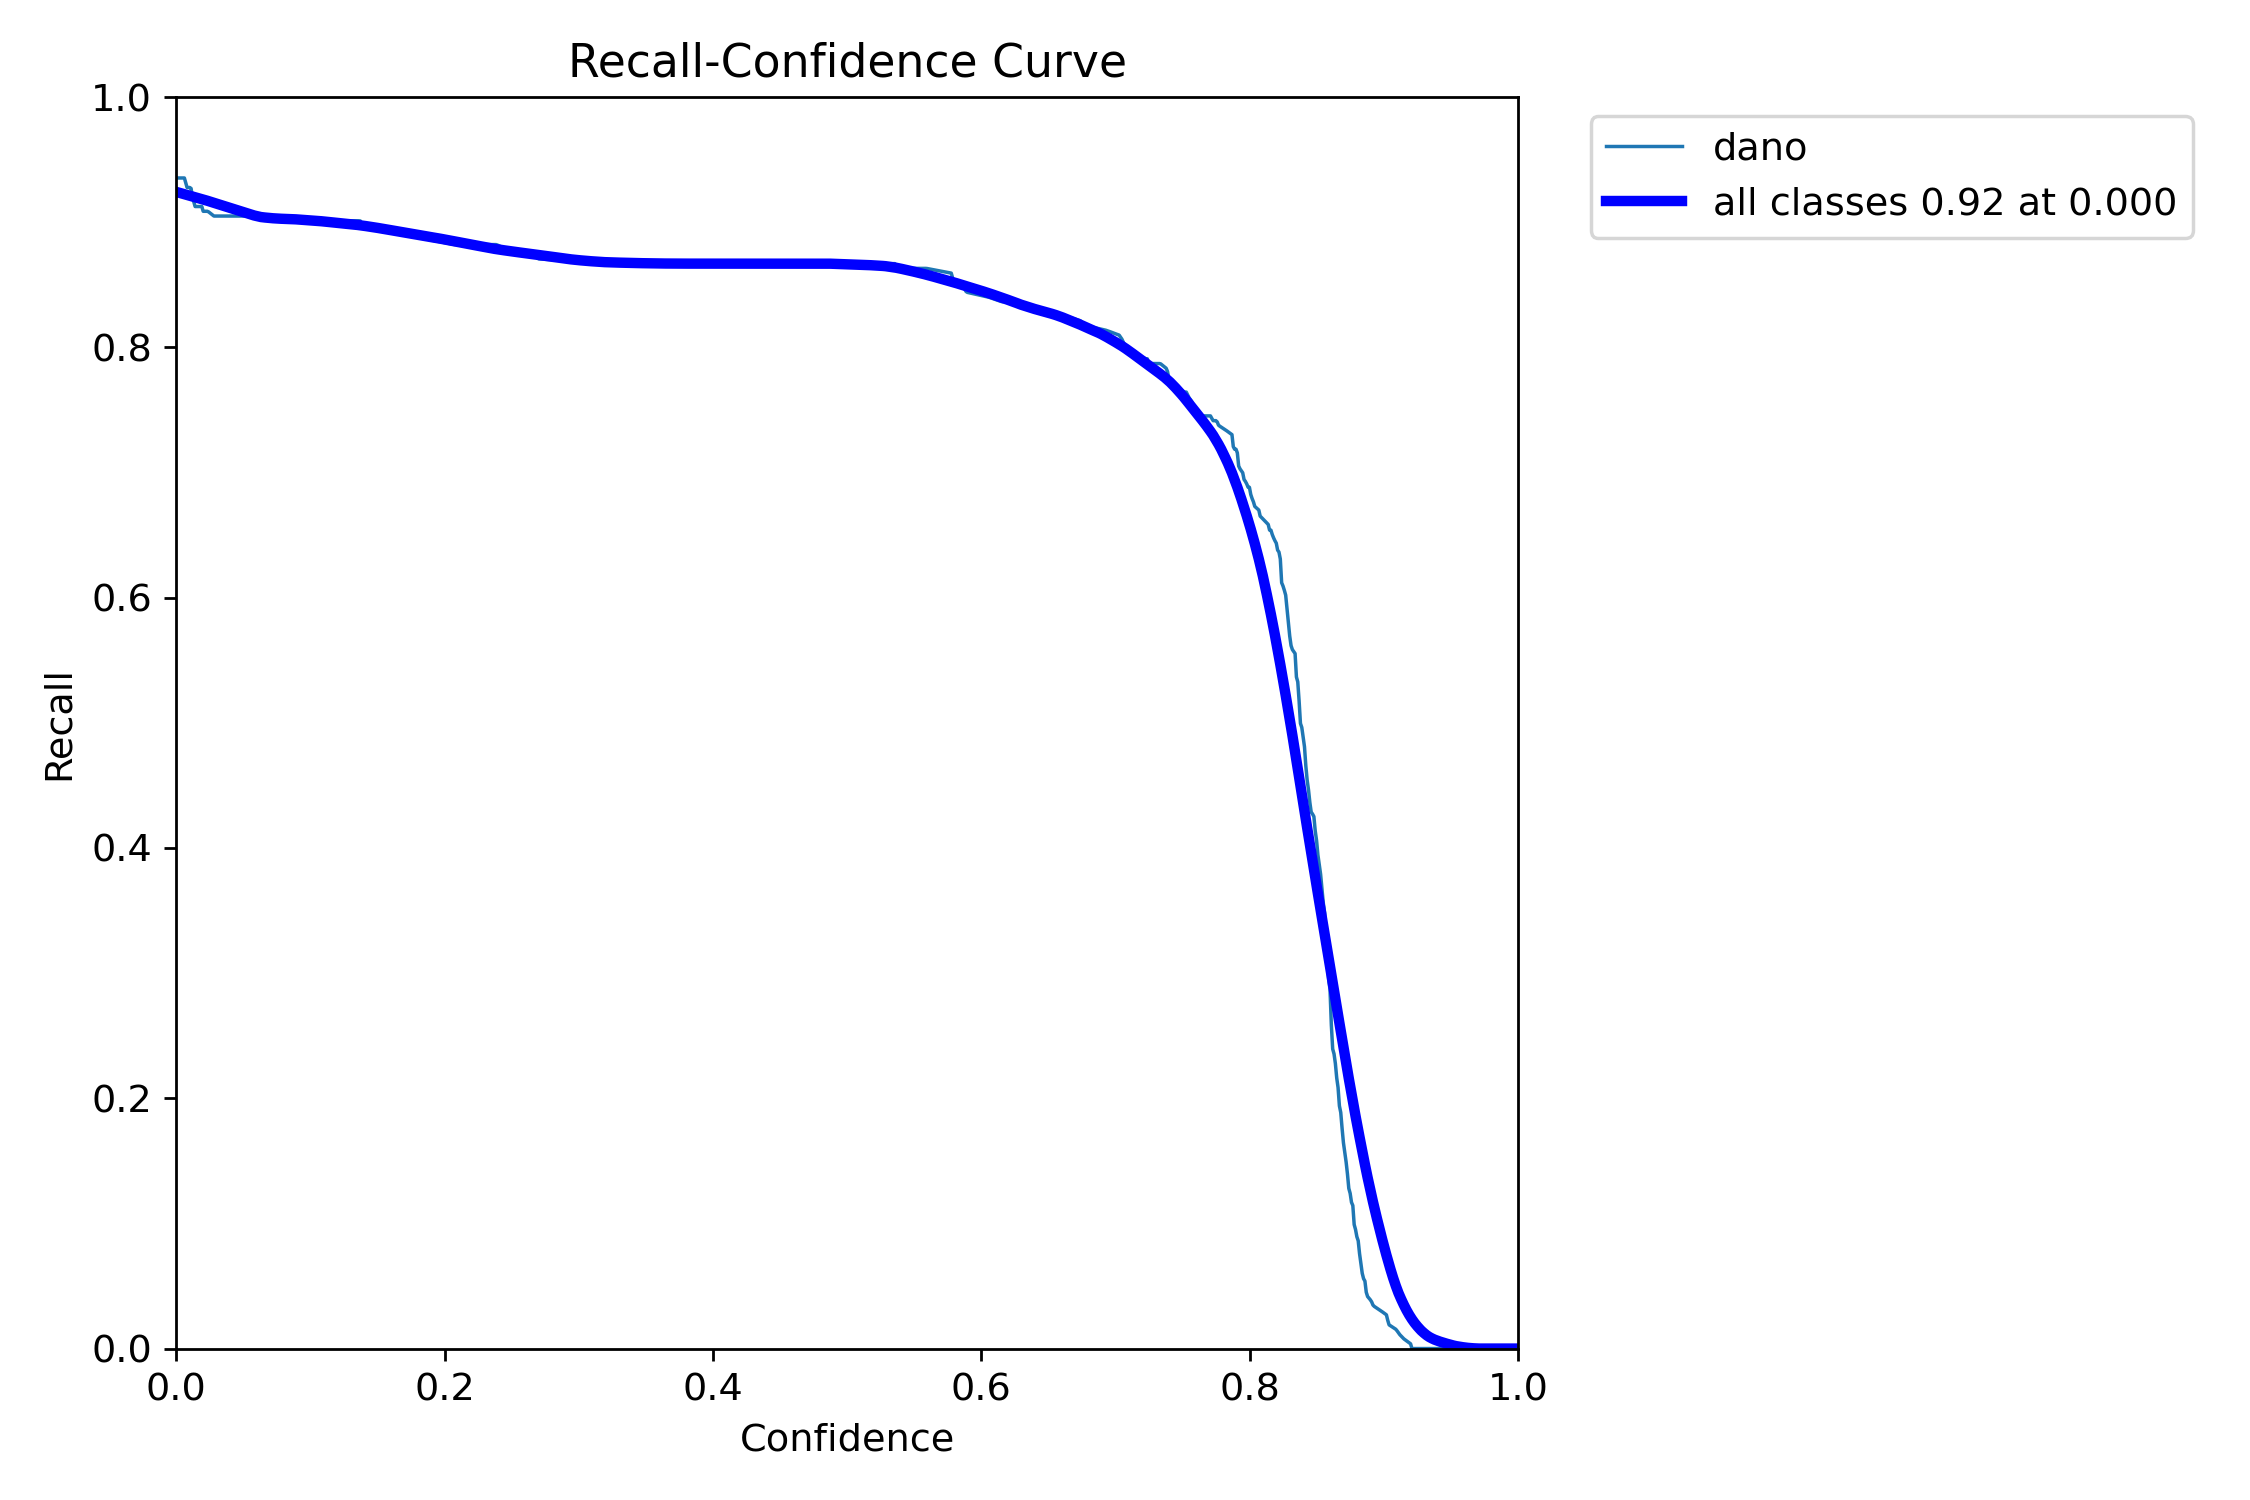 Recall-Confidence Curve
1.0
0.8
0.6
0.4
0.2
0.0
Recall
0.0 0.2 0.4 0.6 0.8 1.0
Confidence
dano
all classes 0.92 at 0.000